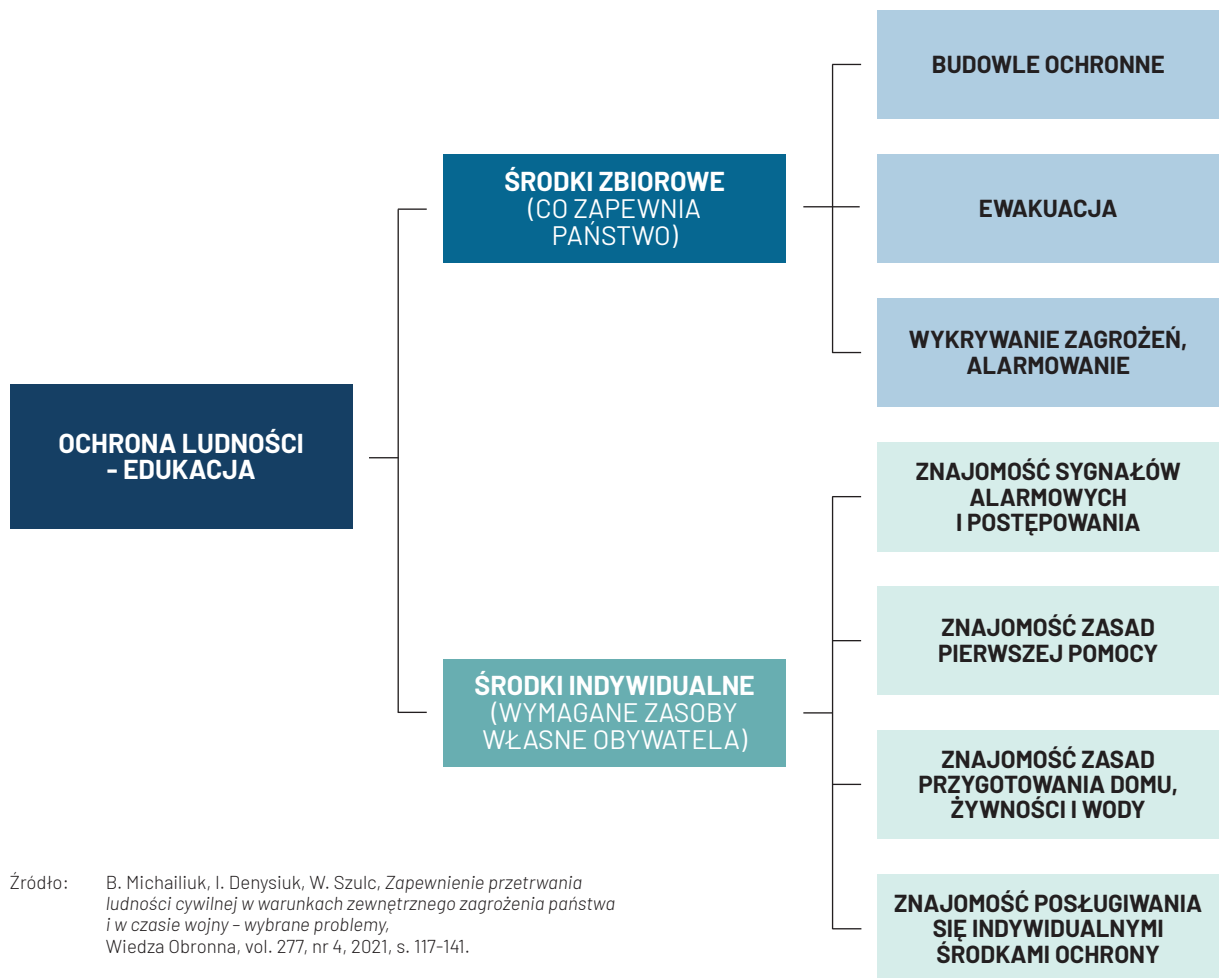 BUDOWLE OCHRONNE
ŚRODKI ZBIOROWE
(CO ZAPEWNIA
PAŃSTWO)
EWAKUACJA
WYKRYWANIE ZAGROŻEŃ,
ALARMOWANIE
OCHRONA LUDNOŚCI
- EDUKACJA
ZNAJOMOŚĆ SYGNAŁÓW
ALARMOWYCH
I POSTĘPOWANIA
ZNAJOMOŚĆ ZASAD
PIERWSZEJ POMOCY
ŚRODKI INDYWIDUALNE
(WYMAGANE ZASOBY
WŁASNE OBYWATELA)
ZNAJOMOŚĆ ZASAD
PRZYGOTOWANIA DOMU,
ŻYWNOŚCI I WODY
ZNAJOMOŚĆ POSŁUGIWANIA
SIĘ INDYWIDUALNYMI
ŚRODKAMI OCHRONY
Źródło: B. Michailiuk, I. Denysiuk, W. Szulc, Zapewnienie przetrwania
ludności cywilnej w warunkach zewnętrznego zagrożenia państwa
i w czasie wojny – wybrane problemy,
Wiedza Obronna, vol. 277, nr 4, 2021, s. 117-141.